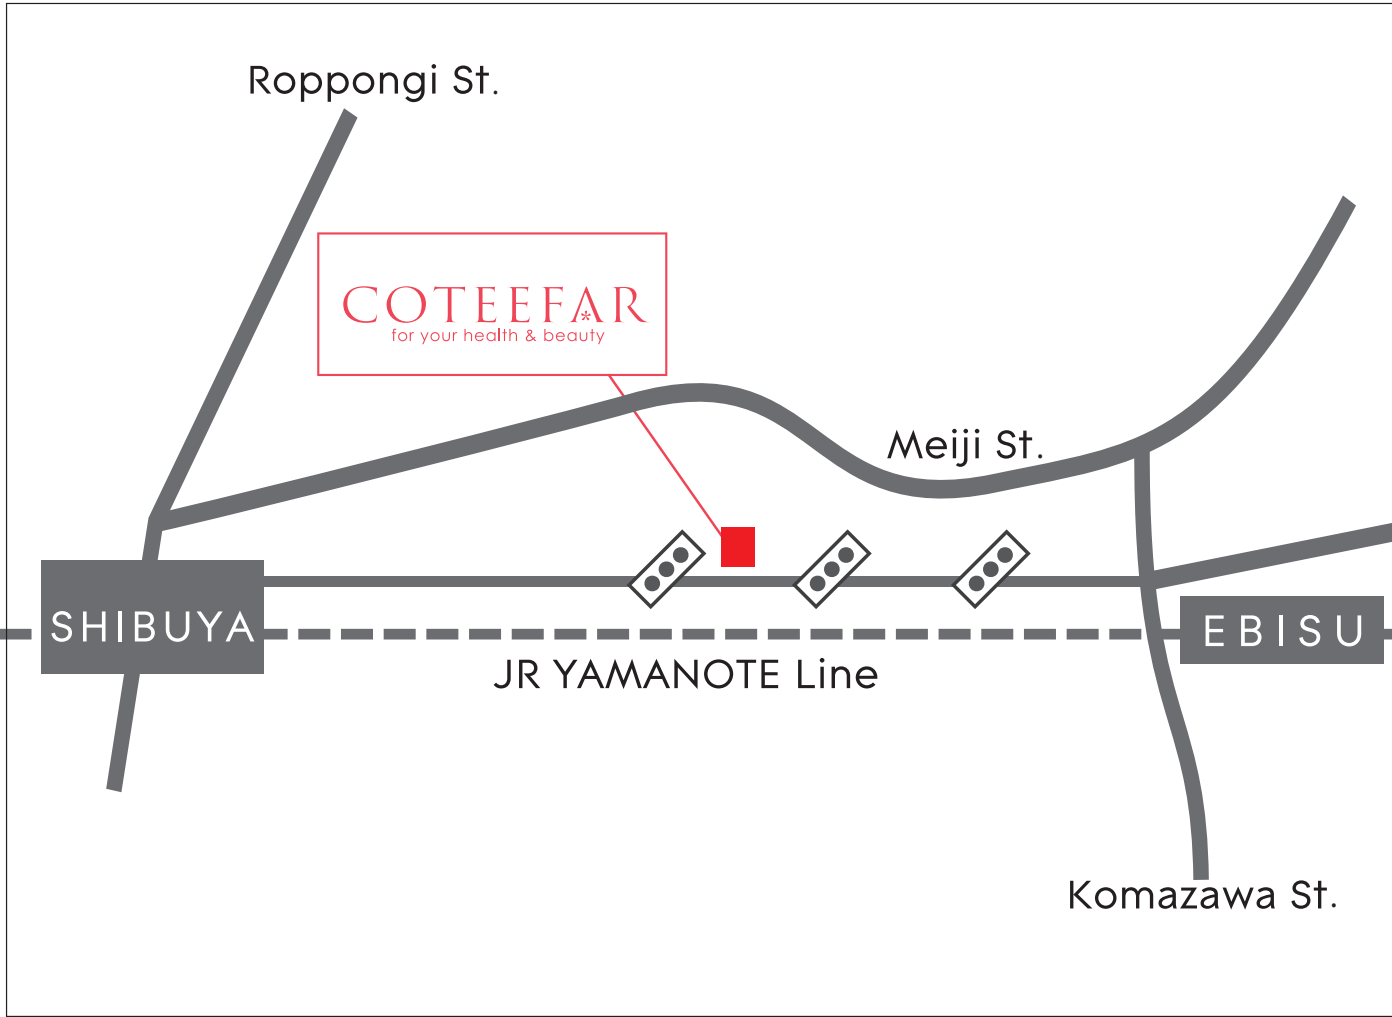 Roppongi St.
COTEEFAR
for your health & beauty
Meiji St.
SHIBUYA
EBISU
JR YAMANOTE Line
Komazawa St.